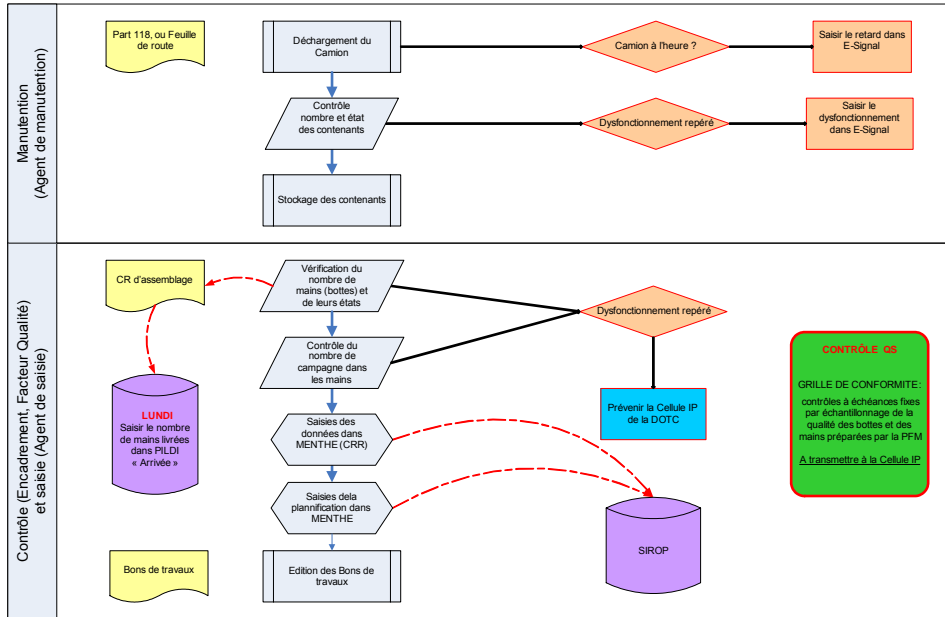 Manutention
(Agent de manutention)
Part 118, ou Feuille
de route
Déchargement du
Camion
Camion à l'heure ?
Saisir le retard dans
E-Signal
Contrôle
nombre et état
des contenants
Dysfonctionnement repéré
Saisir le
dysfonctionnement
dans E-Signal
Stockage des contenants
Contrôle (Encadrement, Facteur Qualité)
et saisie (Agent de saisie)
CR d'assemblage
Vérification du
nombre de
mains (bottes) et
de leurs états
Dysfonctionnement repéré
Contrôle du
nombre de
campagne dans
les mains
LUNDI
Saisir le nombre
de mains livrées
dans PILDI
« Arrivée »
Prévenir la Cellule IP
de la DOTC
CONTRÔLE QS
GRILLE DE CONFORMITE:
contrôles à échéances fixes
par échantillonnage de la
qualité des bottes et des
mains préparées par la PFM
A transmettre à la Cellule IP
Saisies des
données dans
MENTHE (CRR)
Saisies dela
plannification dans
MENTHE
SIROP
Bons de travaux
Edition des Bons de
travaux